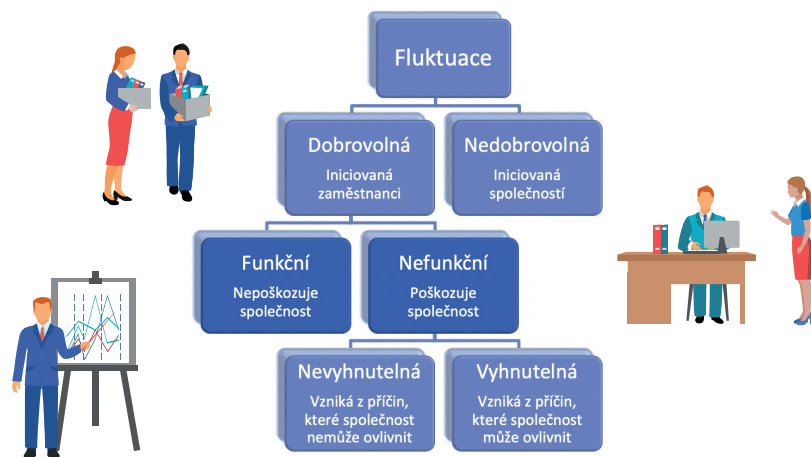 Fluktuace
Dobrovolná
Iniciovaná
zaměstnanci
Nedobrovolná
Iniciovaná
společností
Funkční
Nepoškozuje
společnost
Nefunkční
Poškozuje
společnost
Nevyhnutelná
Vzniká z příčin,
které společnost
nemůže ovlivnit
Vyhnutelná
Vzniká z příčin,
které společnost
může ovlivnit